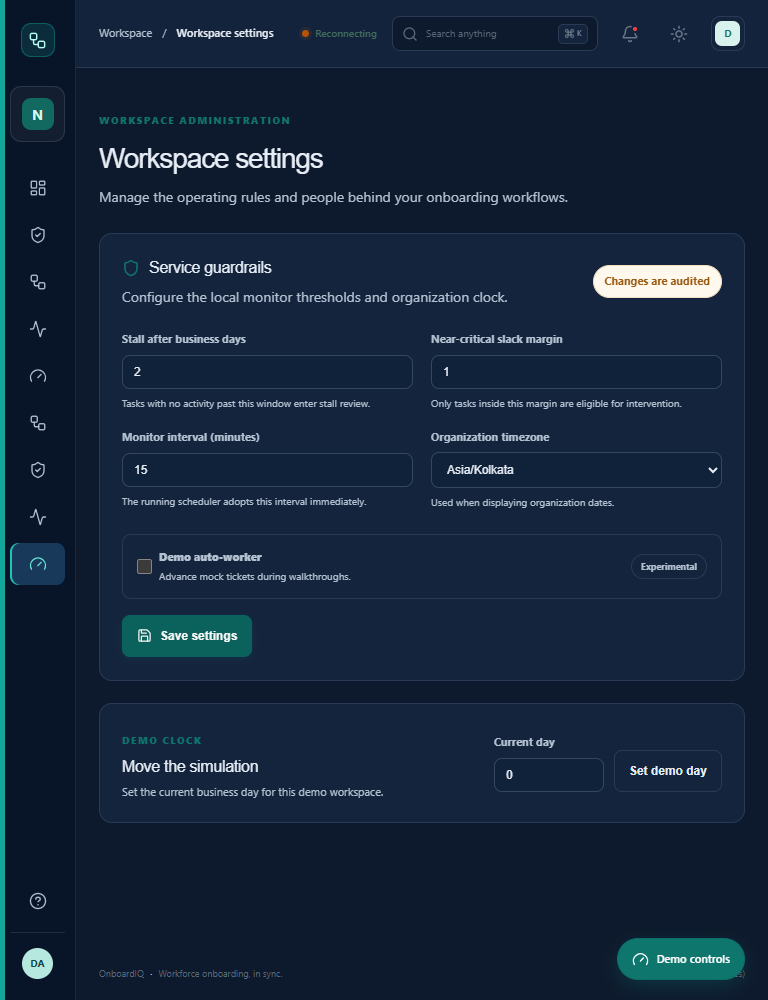 Workspace / Workspace settings
Reconnecting
Search anything
⌘ K
D
N
WORKSPACE ADMINISTRATION
Workspace settings
Manage the operating rules and people behind your onboarding workflows.
Service guardrails
Configure the local monitor thresholds and organization clock.
Changes are audited
Stall after business days
2
Tasks with no activity past this window enter stall review.
Near-critical slack margin
1
Only tasks inside this margin are eligible for intervention.
Monitor interval (minutes)
15
The running scheduler adopts this interval immediately.
Organization timezone
Asia/Kolkata
Used when displaying organization dates.
Demo auto-worker
Advance mock tickets during walkthroughs.
Experimental
Save settings
DEMO CLOCK
Move the simulation
Set the current business day for this demo workspace.
Current day
0
Set demo day
DA
OnboardIQ • Workforce onboarding, in sync.
Demo controls